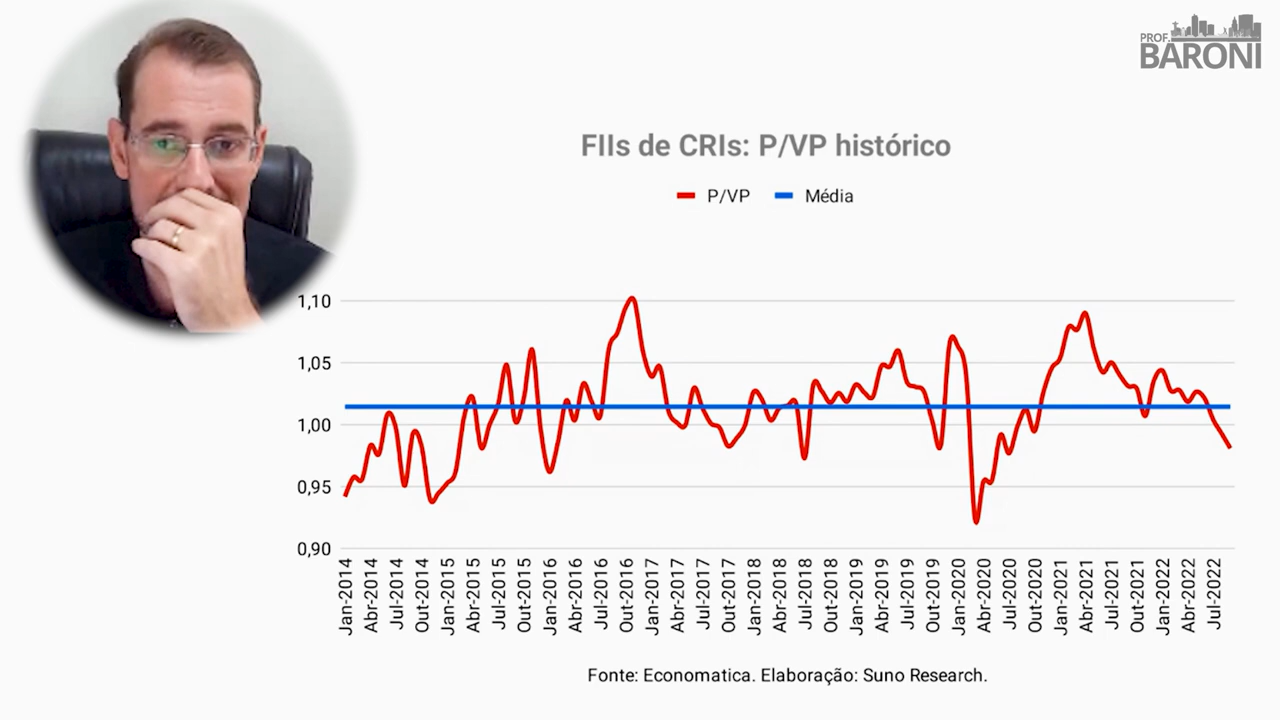 PROF.
BARONI
FIIs de CRIs: P/VP histórico
P/VP
Média
1,10
1,05
1,00
0,95
0,90
Jan-2014
Abr-2014
Jul-2014
Out-2014
Jan-2015
Abr-2015
Jul-2015
Out-2015
Jan-2016
Abr-2016
Jul-2016
Out-2016
Jan-2017
Abr-2017
Jul-2017
Out-2017
Jan-2018
Abr-2018
Jul-2018
Out-2018
Jan-2019
Abr-2019
Jul-2019
Out-2019
Jan-2020
Abr-2020
Jul-2020
Out-2020
Jan-2021
Abr-2021
Jul-2021
Out-2021
Jan-2022
Abr-2022
Jul-2022
Fonte: Economatica. Elaboração: Suno Research.